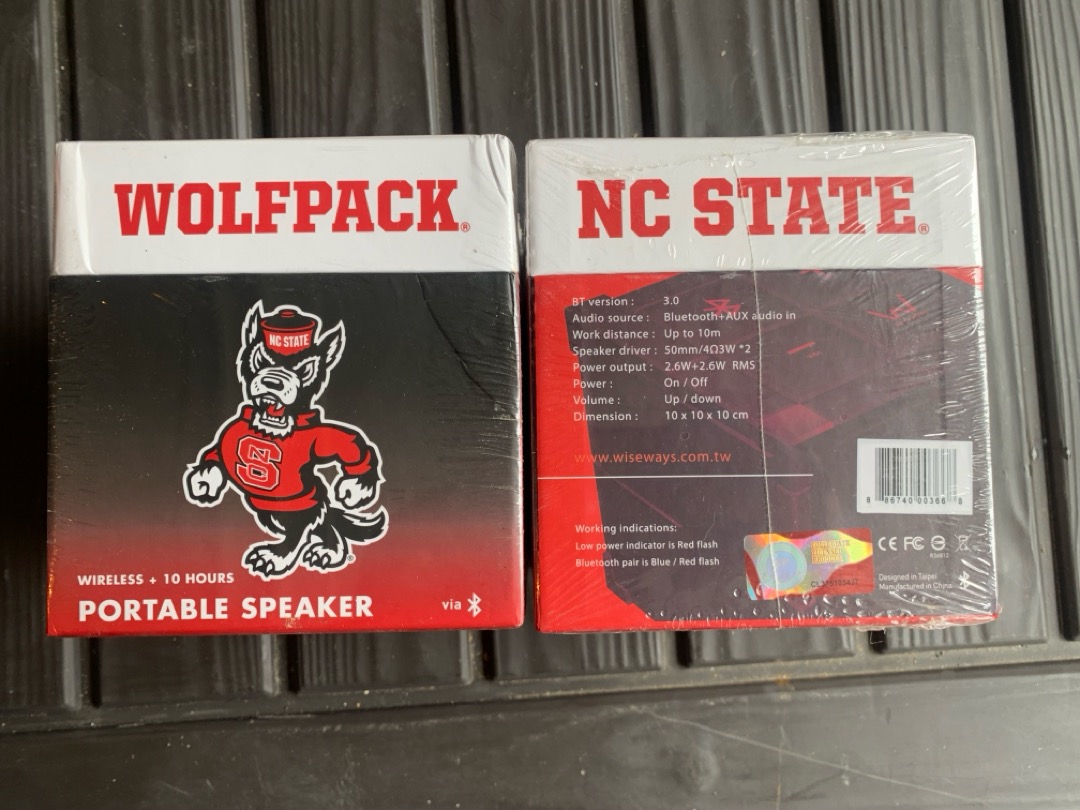 WOLFPACK®
NC STATE
S
WIRELESS + 10 HOURS
PORTABLE SPEAKER
via
NC STATE®
BT version : 3.0
Audio source : Bluetooth+AUX audio in
Work distance : Up to 10m
Speaker driver : 50mm/4Ω3W *2
Power output : 2.6W+2.6W RMS
Power : On / Off
Volume : Up / down
Dimension : 10 x 10 x 10 cm
www.wiseways.com.tw
Working indications:
Low power indicator is Red flash
Bluetooth pair is Blue / Red flash
CE FC
Designed in Taipei
Manufactured in China